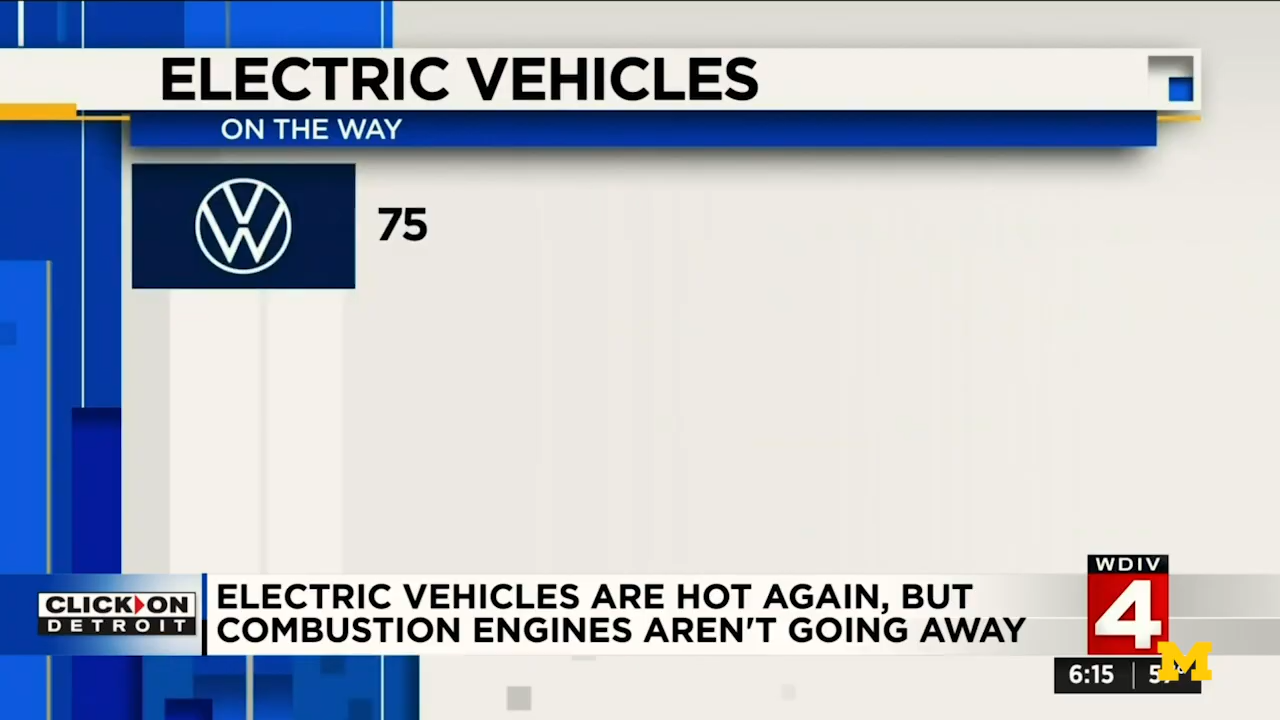 ELECTRIC VEHICLES
ON THE WAY
75
CLICK ON
DETROIT
ELECTRIC VEHICLES ARE HOT AGAIN, BUT
COMBUSTION ENGINES AREN'T GOING AWAY
WDIV
4
M
6:15